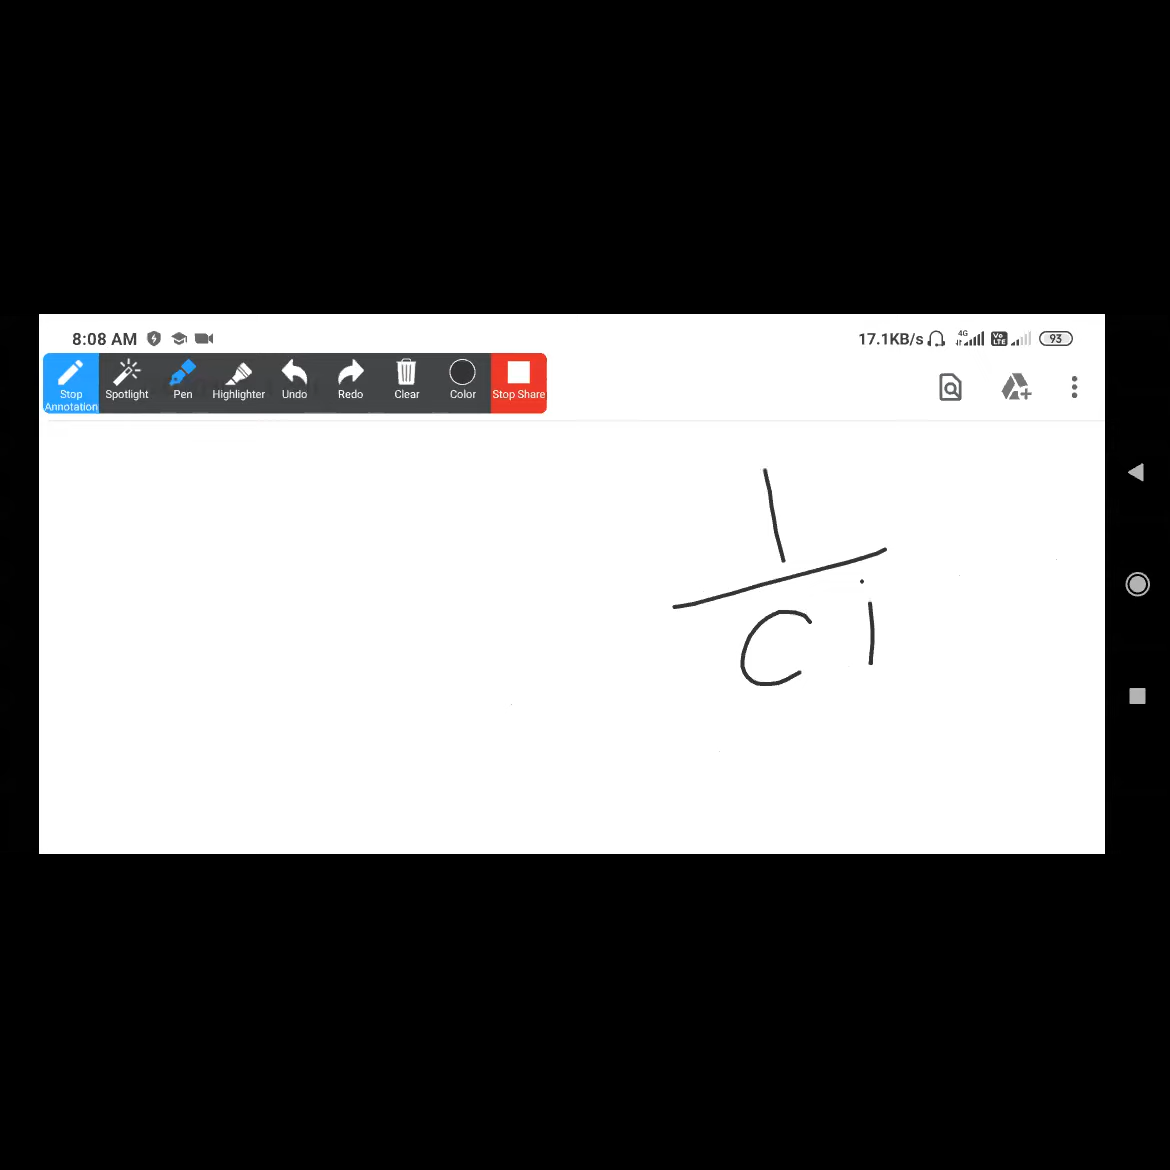 8:08 AM 17.1KB/s 4G Vo LTE 93
Stop Annotation Spotlight Pen Highlighter Undo Redo Clear Color Stop Share
1
C i